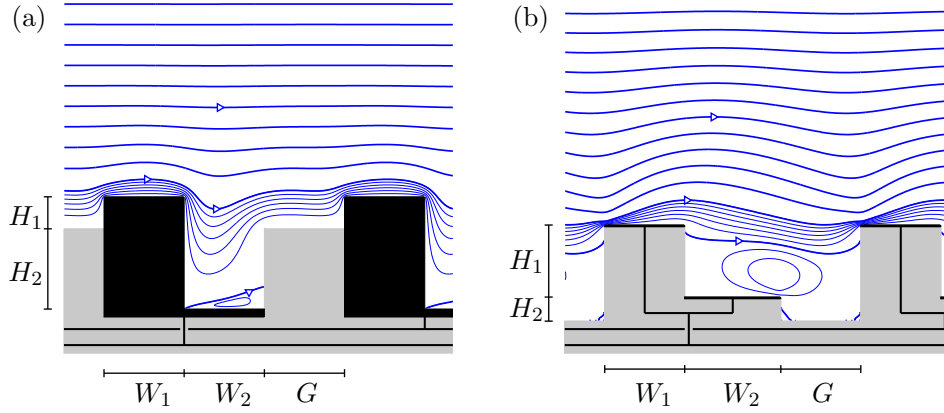 (a)
(b)
H₁
H₂
H₁
H₂
W₁ W₂ G
W₁ W₂ G